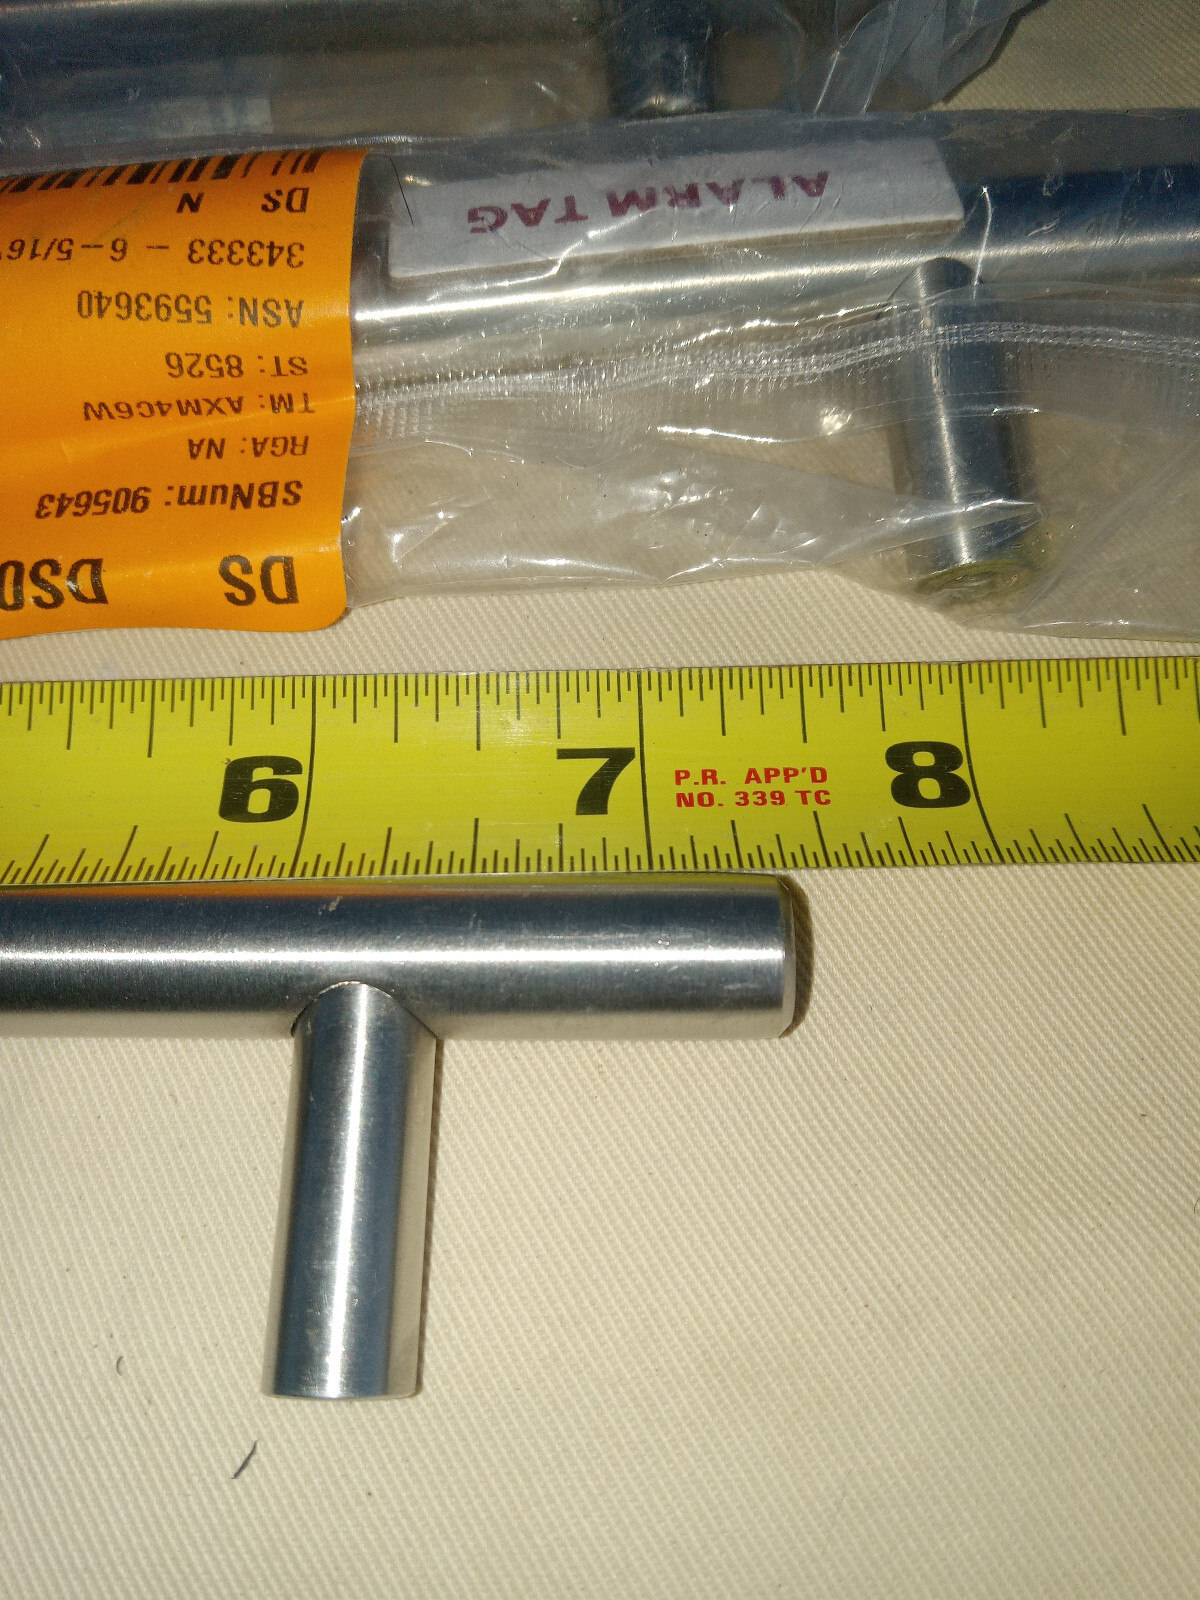 ALARM TAG
DS DSD
SBNum: 905643
RGA: NA
TM: AXM4C6W
ST: 8526
ASN: 5593640
343333 - 6-5/16"
DS N
6 7 8
P.R. APP'D
NO. 339 TC